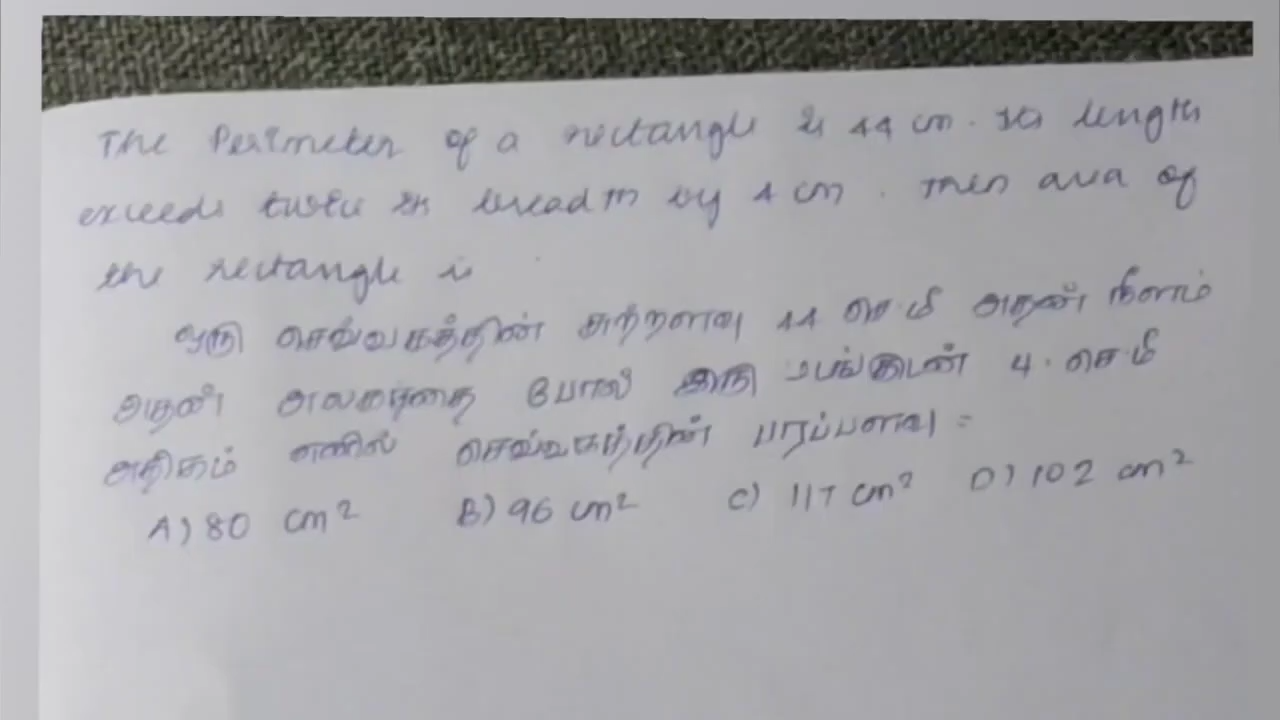 The Perimeter of a rectangle is 44 cm. Its length
exceeds twice its breadth by 4 cm. Then area of
the rectangle is
ஒரு செவ்வகத்தின் சுற்றளவு 44 செ.மீ அதன் நீளம்
அதன் அகலத்தை போல் இரு மடங்குடன் 4. செ.மீ
அதிகம் எனில் செவ்வகத்தின் பரப்பளவு =
A) 80 cm² B) 96 cm² C) 117 cm² D) 102 cm²